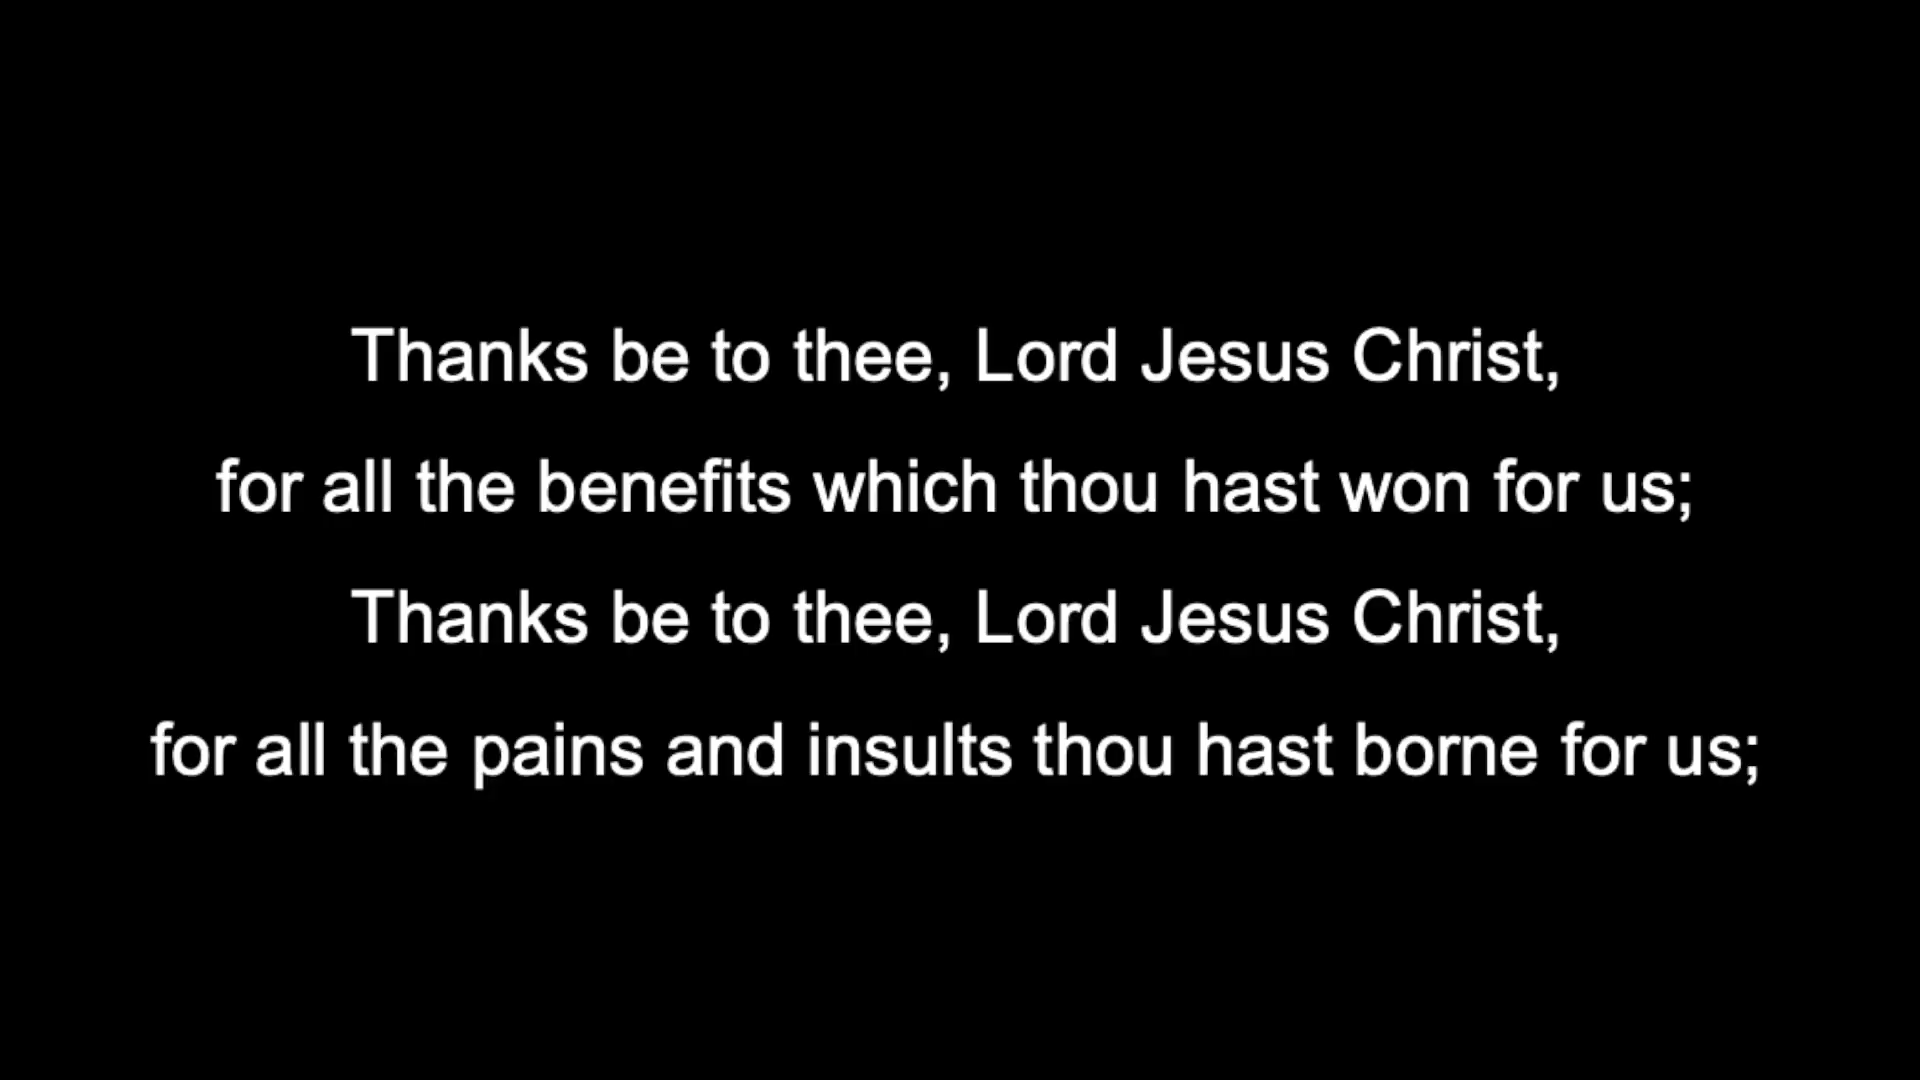 Thanks be to thee, Lord Jesus Christ,
for all the benefits which thou hast won for us;
Thanks be to thee, Lord Jesus Christ,
for all the pains and insults thou hast borne for us;